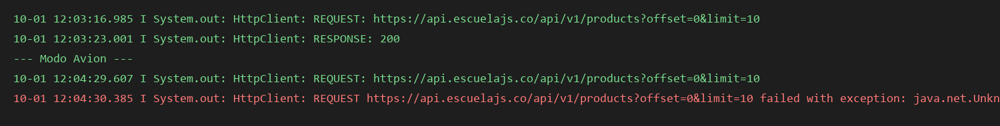 10-01 12:03:16.985 I System.out: HttpClient: REQUEST: https://api.escuelajs.co/api/v1/products?offset=0&limit=10
10-01 12:03:23.001 I System.out: HttpClient: RESPONSE: 200
--- Modo Avion ---
10-01 12:04:29.607 I System.out: HttpClient: REQUEST: https://api.escuelajs.co/api/v1/products?offset=0&limit=10
10-01 12:04:30.385 I System.out: HttpClient: REQUEST https://api.escuelajs.co/api/v1/products?offset=0&limit=10 failed with exception: java.net.Unkn